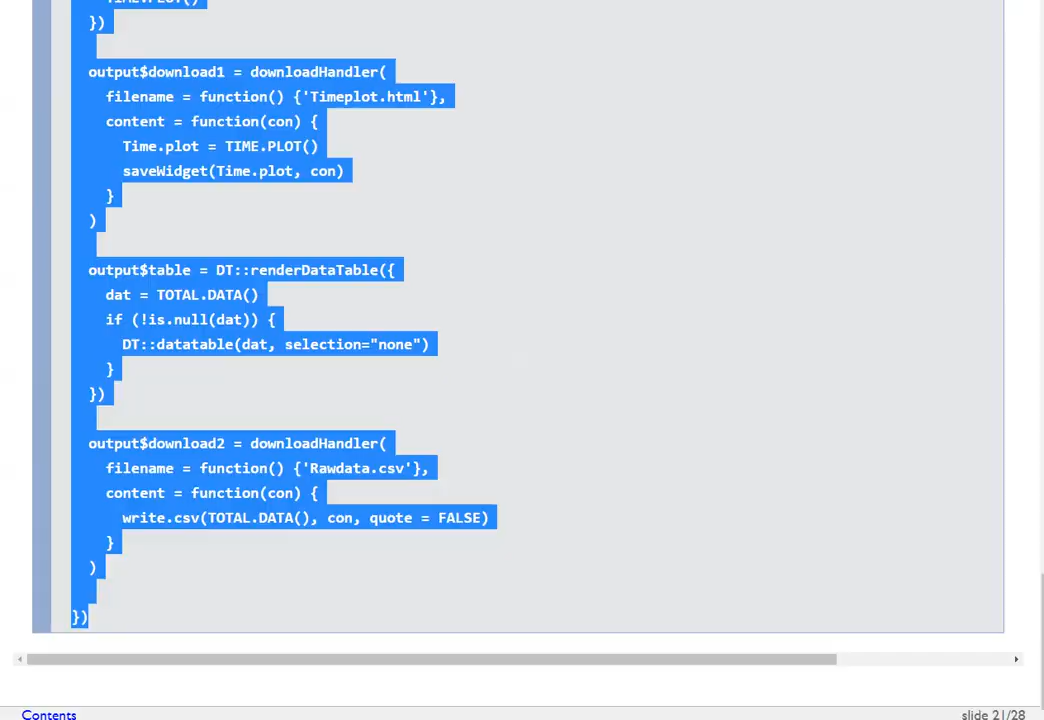 })
output$download1 = downloadHandler(
filename = function() {'Timeplot.html'},
content = function(con) {
Time.plot = TIME.PLOT()
saveWidget(Time.plot, con)
}
)
output$table = DT::renderDataTable({
dat = TOTAL.DATA()
if (!is.null(dat)) {
DT::datatable(dat, selection="none")
}
})
output$download2 = downloadHandler(
filename = function() {'Rawdata.csv'},
content = function(con) {
write.csv(TOTAL.DATA(), con, quote = FALSE)
}
)
})
Contents
slide 21/28